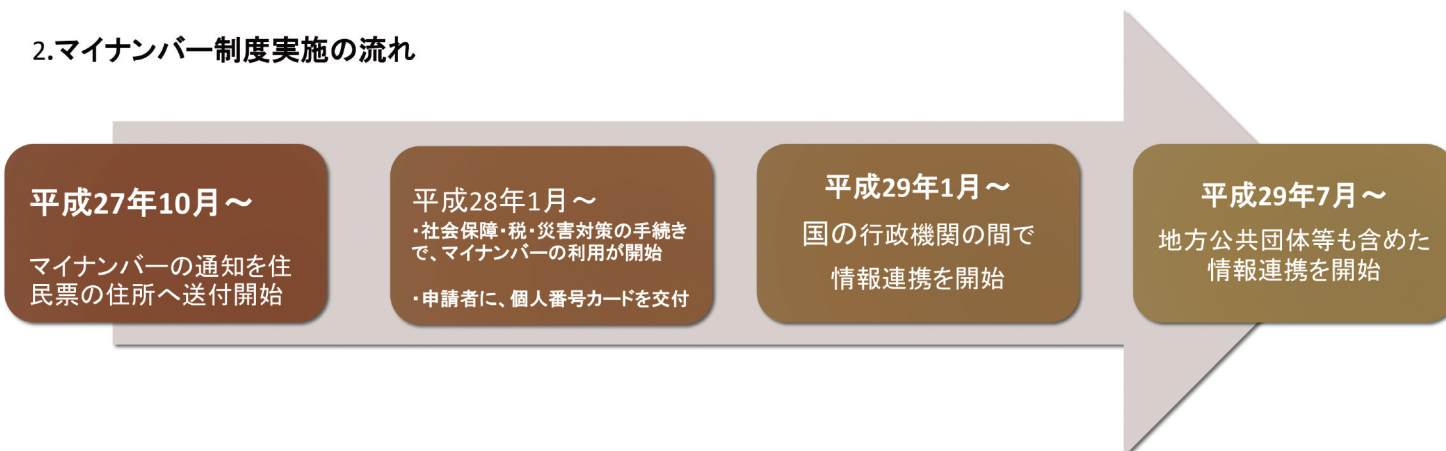 2.マイナンバー制度実施の流れ
平成27年10月～
マイナンバーの通知を住
民票の住所へ送付開始
平成28年1月～
・社会保障・税・災害対策の手続き
で、マイナンバーの利用が開始
・申請者に、個人番号カードを交付
平成29年1月～
国の行政機関の間で
情報連携を開始
平成29年7月～
地方公共団体等も含めた
情報連携を開始